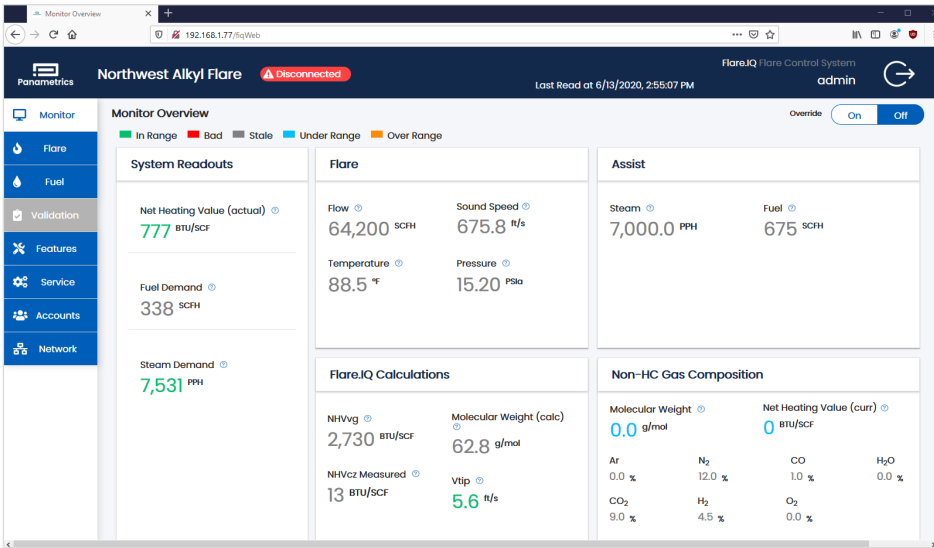 Monitor Overview
192.168.1.77/fiqWeb
Panametrics
Northwest Alkyl Flare
Disconnected
Last Read at 6/13/2020, 2:55:07 PM
Flare.IQ Flare Control System
admin
Monitor
Flare
Fuel
Validation
Features
Service
Accounts
Network
Monitor Overview
Override On Off
In Range Bad Stale Under Range Over Range
System Readouts
Net Heating Value (actual)
777 BTU/SCF
Fuel Demand
338 SCFH
Steam Demand
7,531 PPH
Flare
Flow Sound Speed
64,200 SCFH 675.8 ft/s
Temperature Pressure
88.5 °F 15.20 PSIa
Assist
Steam Fuel
7,000.0 PPH 675 SCFH
Flare.IQ Calculations
NHVvg Molecular Weight (calc)
2,730 BTU/SCF 62.8 g/mol
NHVcz Measured Vtip
13 BTU/SCF 5.6 ft/s
Non-HC Gas Composition
Molecular Weight Net Heating Value (curr)
0.0 g/mol 0 BTU/SCF
Ar N₂ CO H₂O
0.0 % 12.0 % 1.0 % 0.0 %
CO₂ H₂ O₂
9.0 % 4.5 % 0.0 %